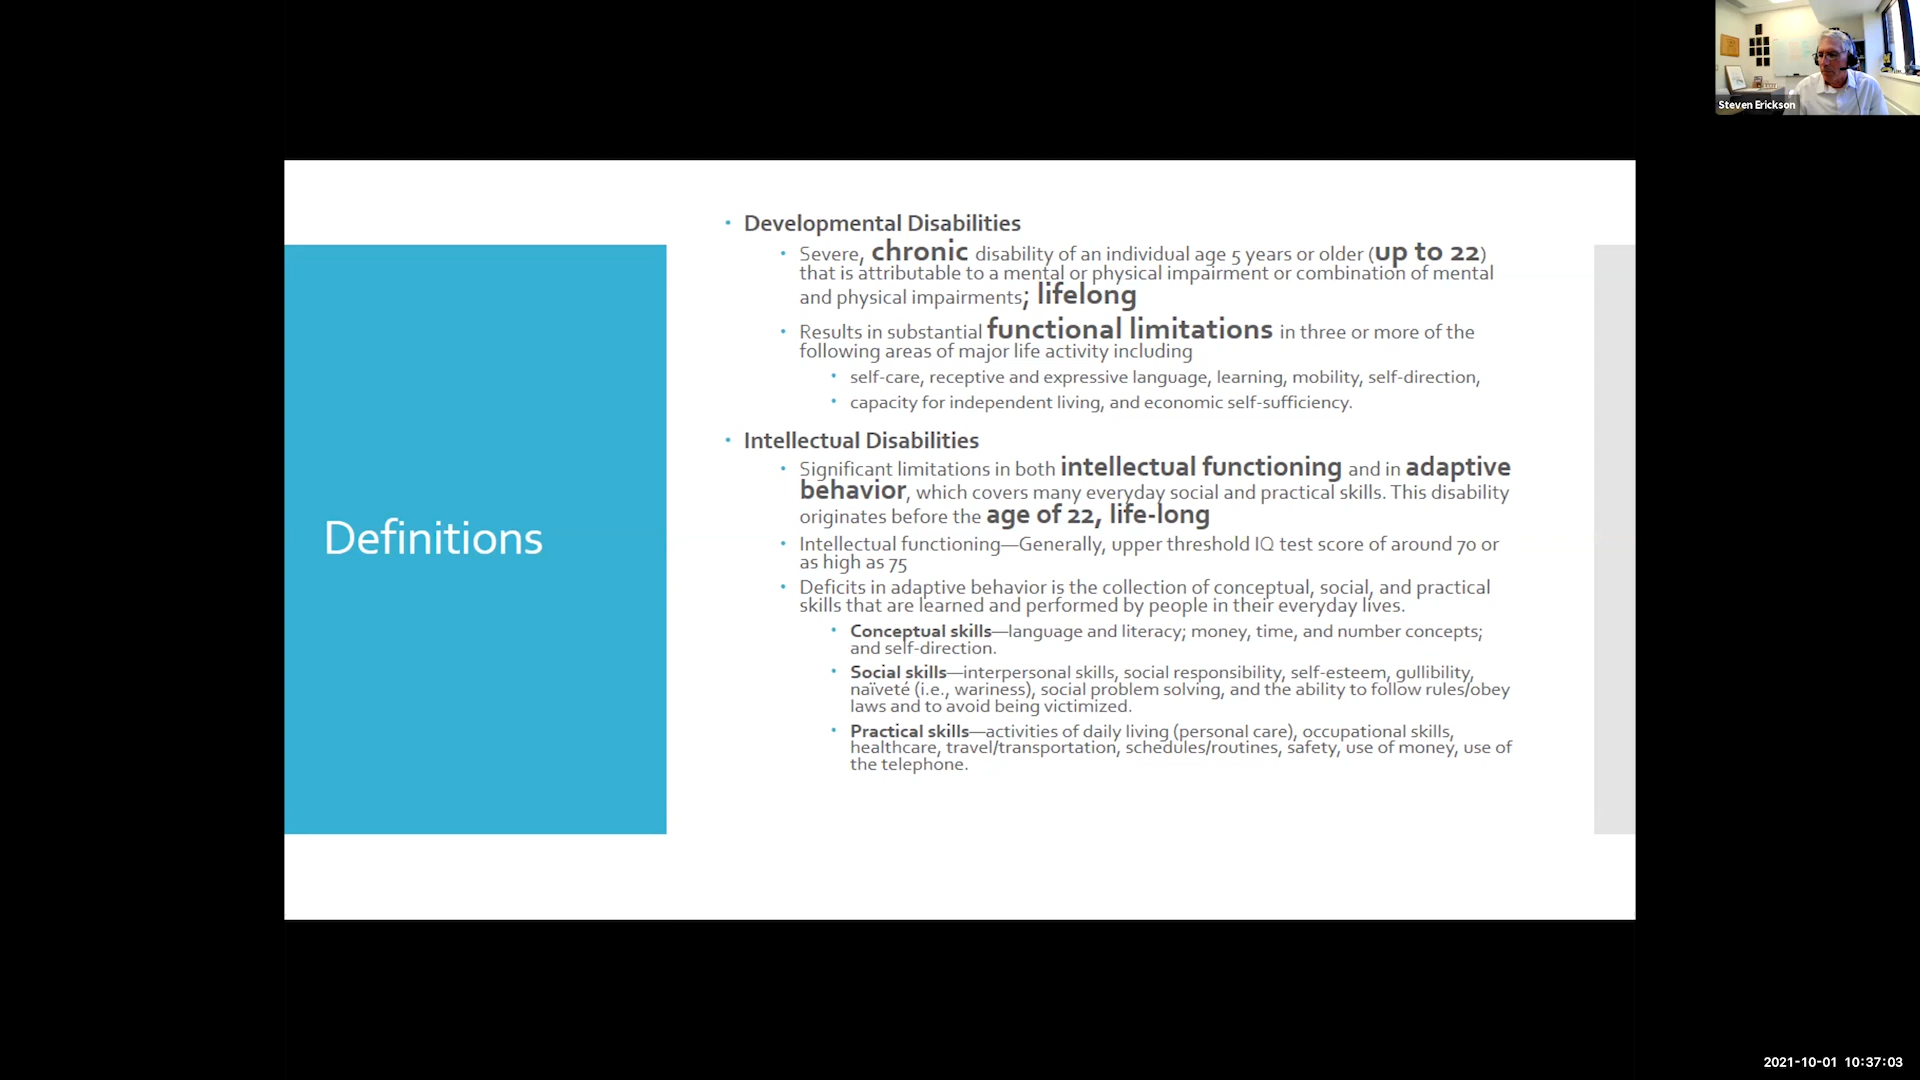 Steven Erickson
Definitions
• Developmental Disabilities
• Severe, chronic disability of an individual age 5 years or older (up to 22)
that is attributable to a mental or physical impairment or combination of mental
and physical impairments; lifelong
• Results in substantial functional limitations in three or more of the
following areas of major life activity including
• self-care, receptive and expressive language, learning, mobility, self-direction,
• capacity for independent living, and economic self-sufficiency.
• Intellectual Disabilities
• Significant limitations in both intellectual functioning and in adaptive
behavior, which covers many everyday social and practical skills. This disability
originates before the age of 22, life-long
• Intellectual functioning—Generally, upper threshold IQ test score of around 70 or
as high as 75
• Deficits in adaptive behavior is the collection of conceptual, social, and practical
skills that are learned and performed by people in their everyday lives.
• Conceptual skills—language and literacy; money, time, and number concepts;
and self-direction.
• Social skills—interpersonal skills, social responsibility, self-esteem, gullibility,
naïveté (i.e., wariness), social problem solving, and the ability to follow rules/obey
laws and to avoid being victimized.
• Practical skills—activities of daily living (personal care), occupational skills,
healthcare, travel/transportation, schedules/routines, safety, use of money, use of
the telephone.
2021-10-01 10:37:03